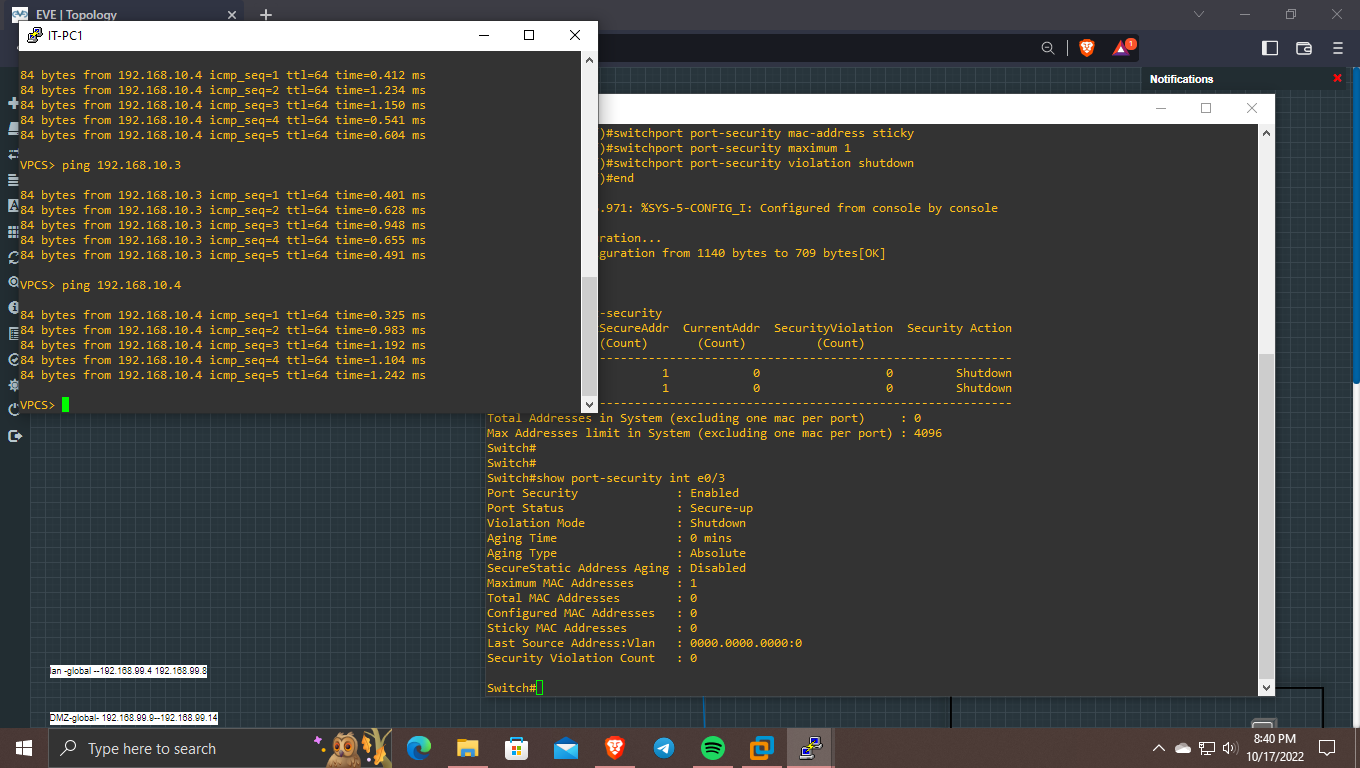 EVE | Topology
IT-PC1
1
84 bytes from 192.168.10.4 icmp_seq=1 ttl=64 time=0.412 ms
84 bytes from 192.168.10.4 icmp_seq=2 ttl=64 time=1.234 ms
84 bytes from 192.168.10.4 icmp_seq=3 ttl=64 time=1.150 ms
84 bytes from 192.168.10.4 icmp_seq=4 ttl=64 time=0.541 ms
84 bytes from 192.168.10.4 icmp_seq=5 ttl=64 time=0.604 ms
VPCS> ping 192.168.10.3
84 bytes from 192.168.10.3 icmp_seq=1 ttl=64 time=0.401 ms
84 bytes from 192.168.10.3 icmp_seq=2 ttl=64 time=0.628 ms
84 bytes from 192.168.10.3 icmp_seq=3 ttl=64 time=0.948 ms
84 bytes from 192.168.10.3 icmp_seq=4 ttl=64 time=0.655 ms
84 bytes from 192.168.10.3 icmp_seq=5 ttl=64 time=0.491 ms
VPCS> ping 192.168.10.4
84 bytes from 192.168.10.4 icmp_seq=1 ttl=64 time=0.325 ms
84 bytes from 192.168.10.4 icmp_seq=2 ttl=64 time=0.983 ms
84 bytes from 192.168.10.4 icmp_seq=3 ttl=64 time=1.192 ms
84 bytes from 192.168.10.4 icmp_seq=4 ttl=64 time=1.104 ms
84 bytes from 192.168.10.4 icmp_seq=5 ttl=64 time=1.242 ms
VPCS>
Notifications
)#switchport port-security mac-address sticky
)#switchport port-security maximum 1
)#switchport port-security violation shutdown
)#end
.971: %SYS-5-CONFIG_I: Configured from console by console
ration...
guration from 1140 bytes to 709 bytes[OK]
-security
SecureAddr CurrentAddr SecurityViolation Security Action
(Count) (Count) (Count)
-----------------------------------------------------------
1 0 0 Shutdown
1 0 0 Shutdown
-----------------------------------------------------------
Total Addresses in System (excluding one mac per port) : 0
Max Addresses limit in System (excluding one mac per port) : 4096
Switch#
Switch#
Switch#show port-security int e0/3
Port Security : Enabled
Port Status : Secure-up
Violation Mode : Shutdown
Aging Time : 0 mins
Aging Type : Absolute
SecureStatic Address Aging : Disabled
Maximum MAC Addresses : 1
Total MAC Addresses : 0
Configured MAC Addresses : 0
Sticky MAC Addresses : 0
Last Source Address:Vlan : 0000.0000.0000:0
Security Violation Count : 0
Switch#
lan -global --192.168.99.4 192.168.99.8
DMZ-global- 192.168.99.9--192.168.99.14
Type here to search
8:40 PM
10/17/2022